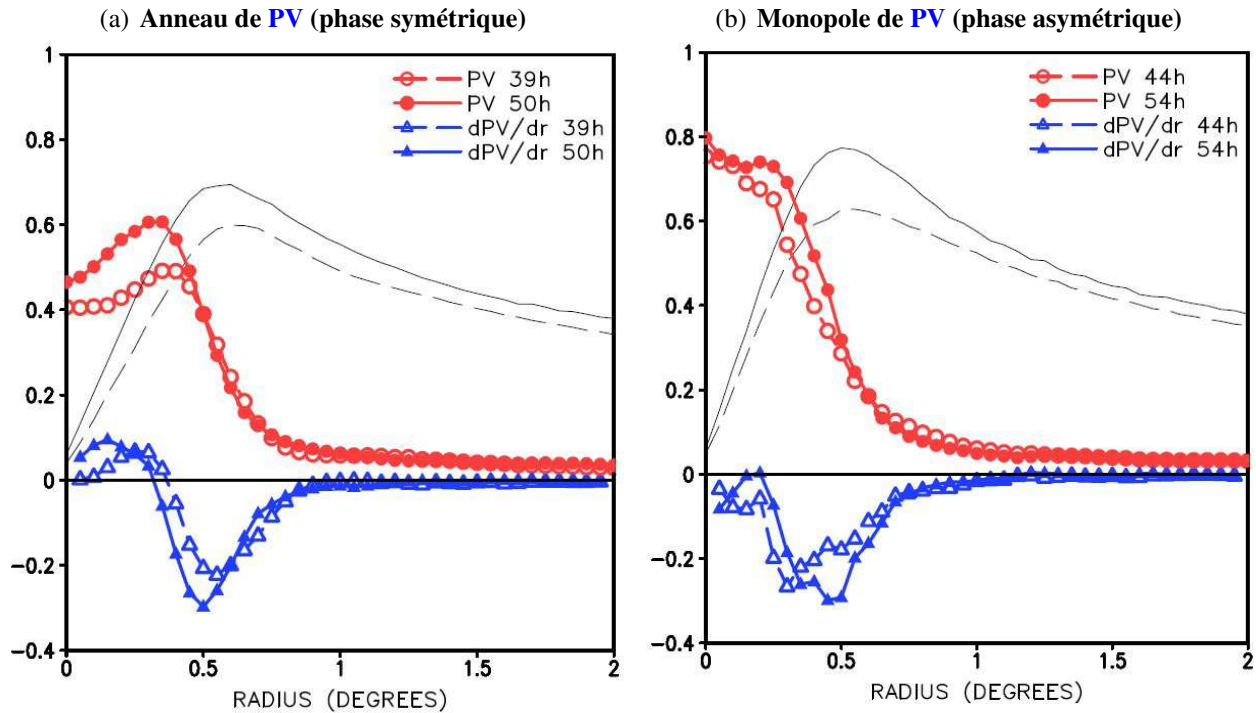 (a) Anneau de PV (phase symétrique)
1
0.8
0.6
0.4
0.2
0
−0.2
−0.4
PV 39h
PV 50h
dPV/dr 39h
dPV/dr 50h
0 0.5 1 1.5 2
RADIUS (DEGREES)
(b) Monopole de PV (phase asymétrique)
1
0.8
0.6
0.4
0.2
0
−0.2
−0.4
PV 44h
PV 54h
dPV/dr 44h
dPV/dr 54h
0 0.5 1 1.5 2
RADIUS (DEGREES)